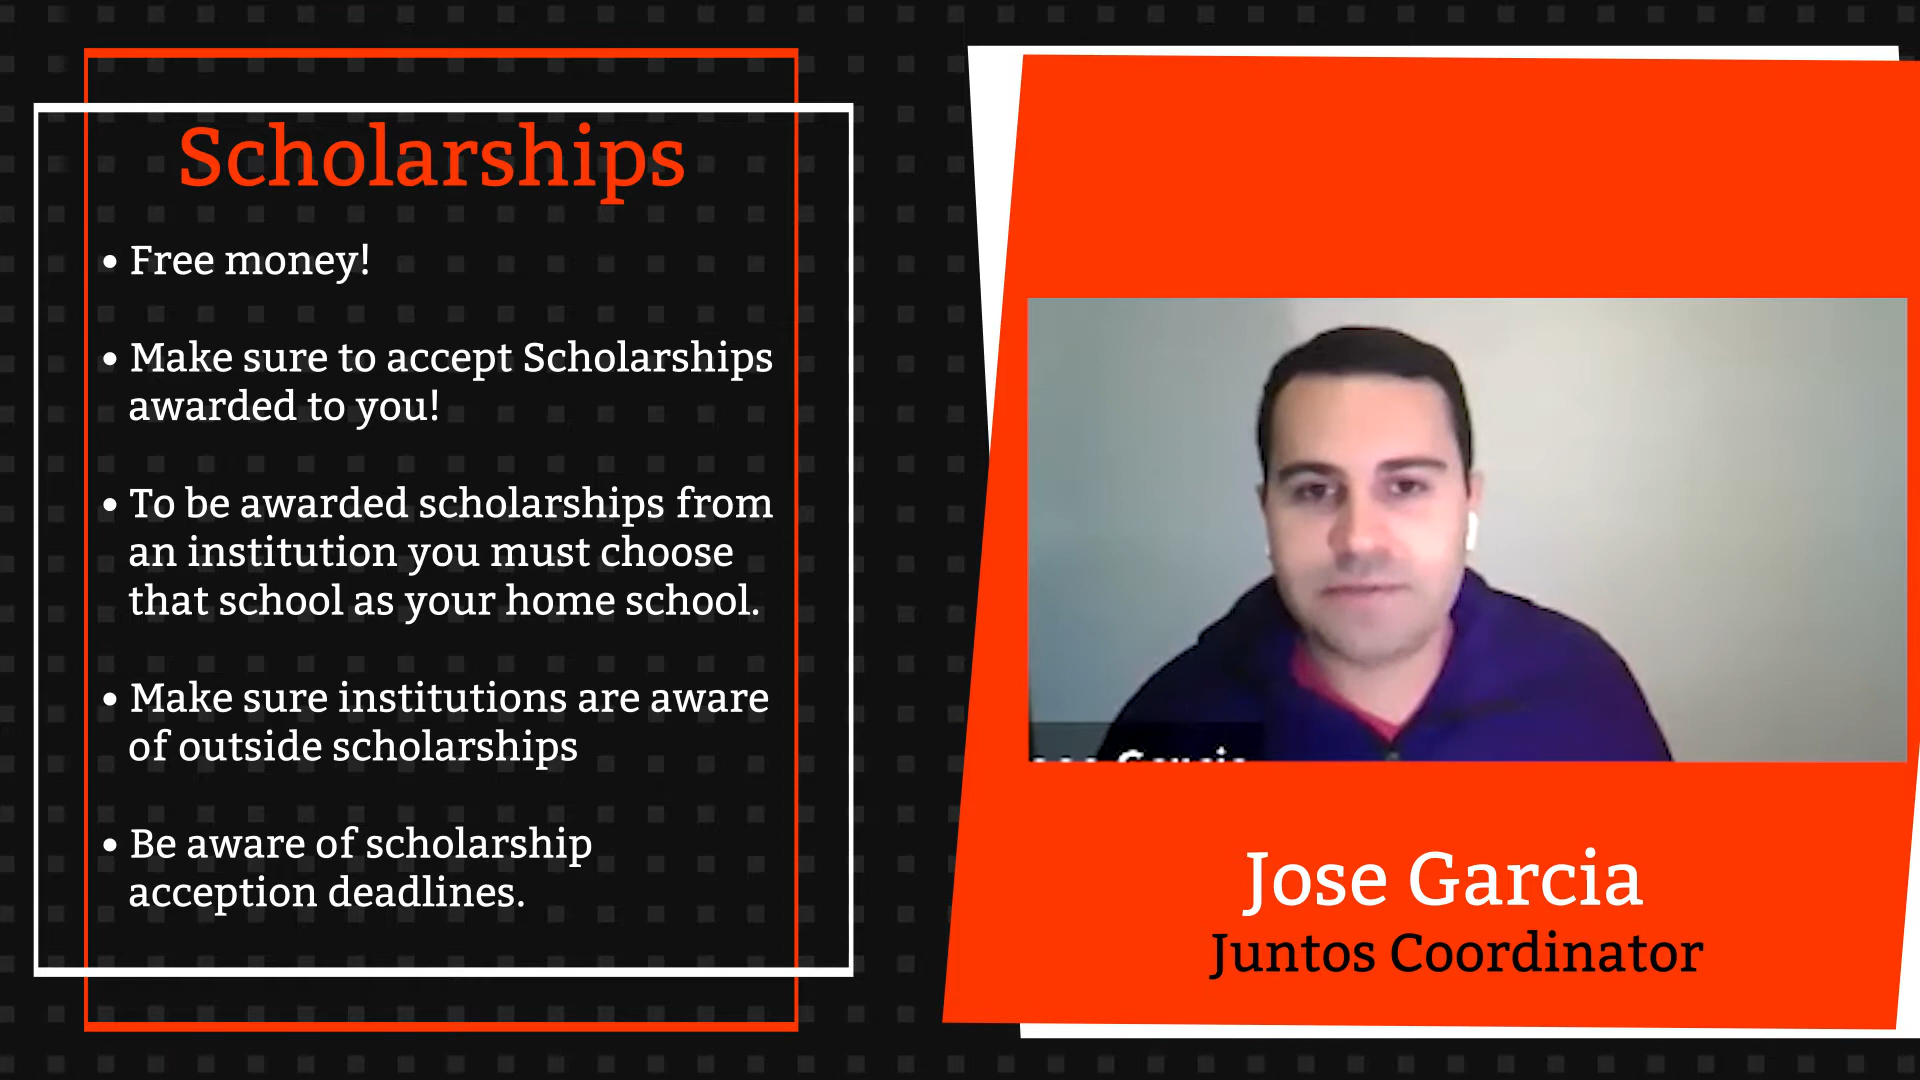 Scholarships
• Free money!
• Make sure to accept Scholarships
awarded to you!
• To be awarded scholarships from
an institution you must choose
that school as your home school.
• Make sure institutions are aware
of outside scholarships
• Be aware of scholarship
acception deadlines.
Jose Garcia
Jose Garcia
Juntos Coordinator